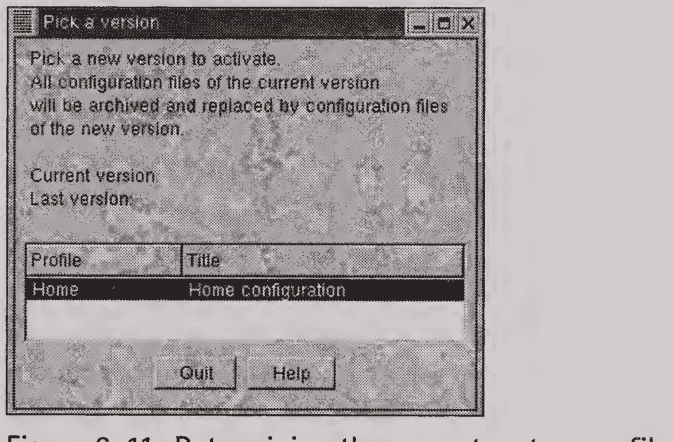 Pick a version
Pick a new version to activate.
All configuration files of the current version
will be archived and replaced by configuration files
of the new version.
Current version
Last version:
Profile Title
Home Home configuration
Quit Help